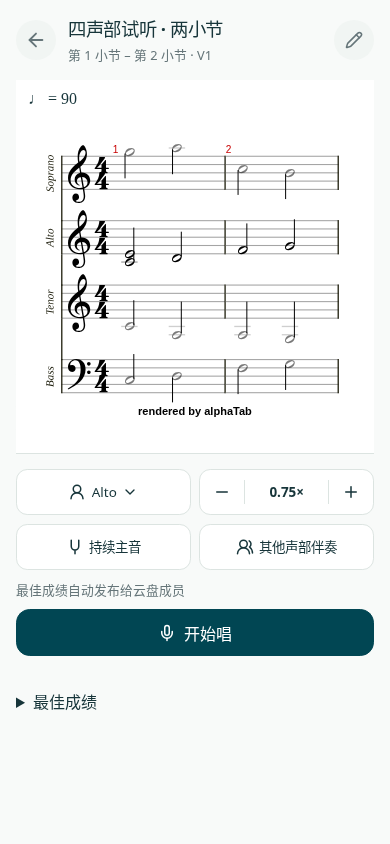 四声部试听 · 两小节
第 1 小节 – 第 2 小节 · V1
♩ = 90
1
2
Soprano
Alto
Tenor
Bass
rendered by alphaTab
Alto
0.75×
持续主音
其他声部伴奏
最佳成绩自动发布给云盘成员
开始唱
最佳成绩